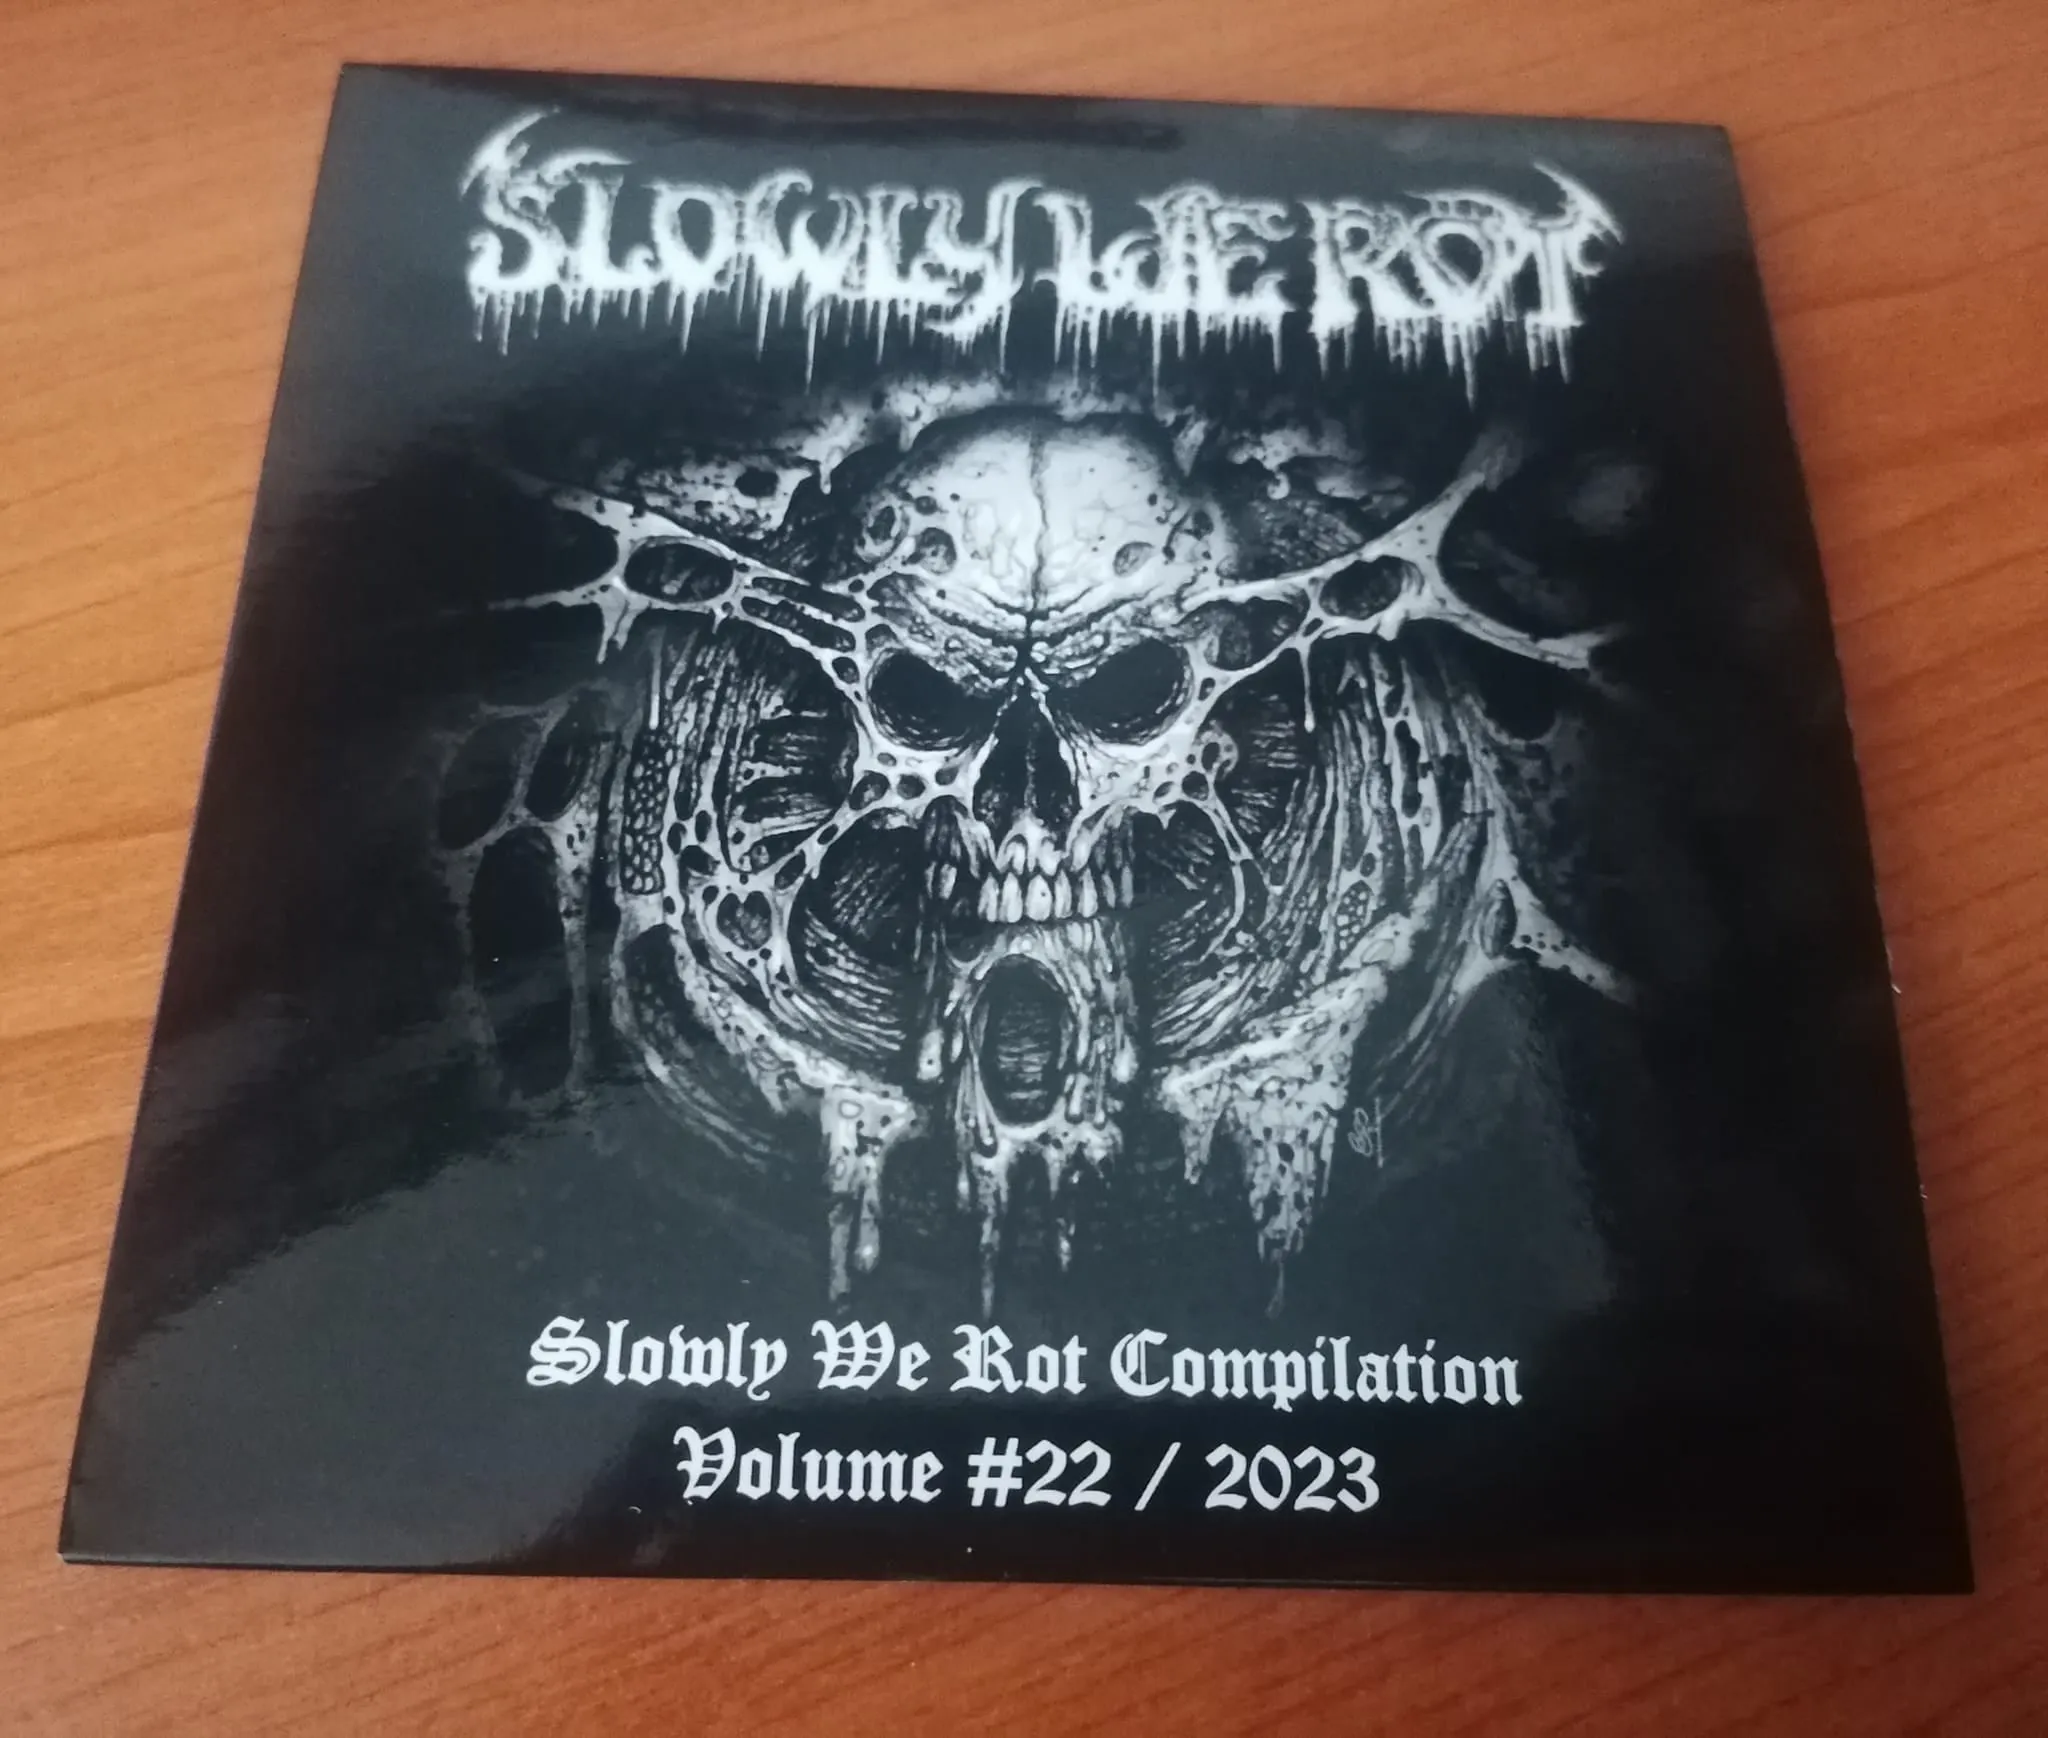 SLOWLY WE ROT
Slowly We Rot Compilation
Volume #22 / 2023